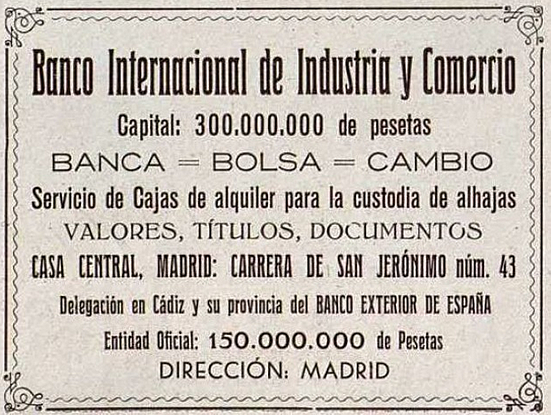 Banco Internacional de Industria y Comercio
Capital: 300.000.000 de pesetas
BANCA = BOLSA = CAMBIO
Servicio de Cajas de alquiler para la custodia de alhajas
VALORES, TÍTULOS, DOCUMENTOS
CASA CENTRAL, MADRID: CARRERA DE SAN JERÓNIMO núm. 43
Delegación en Cádiz y su provincia del BANCO EXTERIOR DE ESPAÑA
Entidad Oficial: 150.000.000 de Pesetas
DIRECCIÓN: MADRID